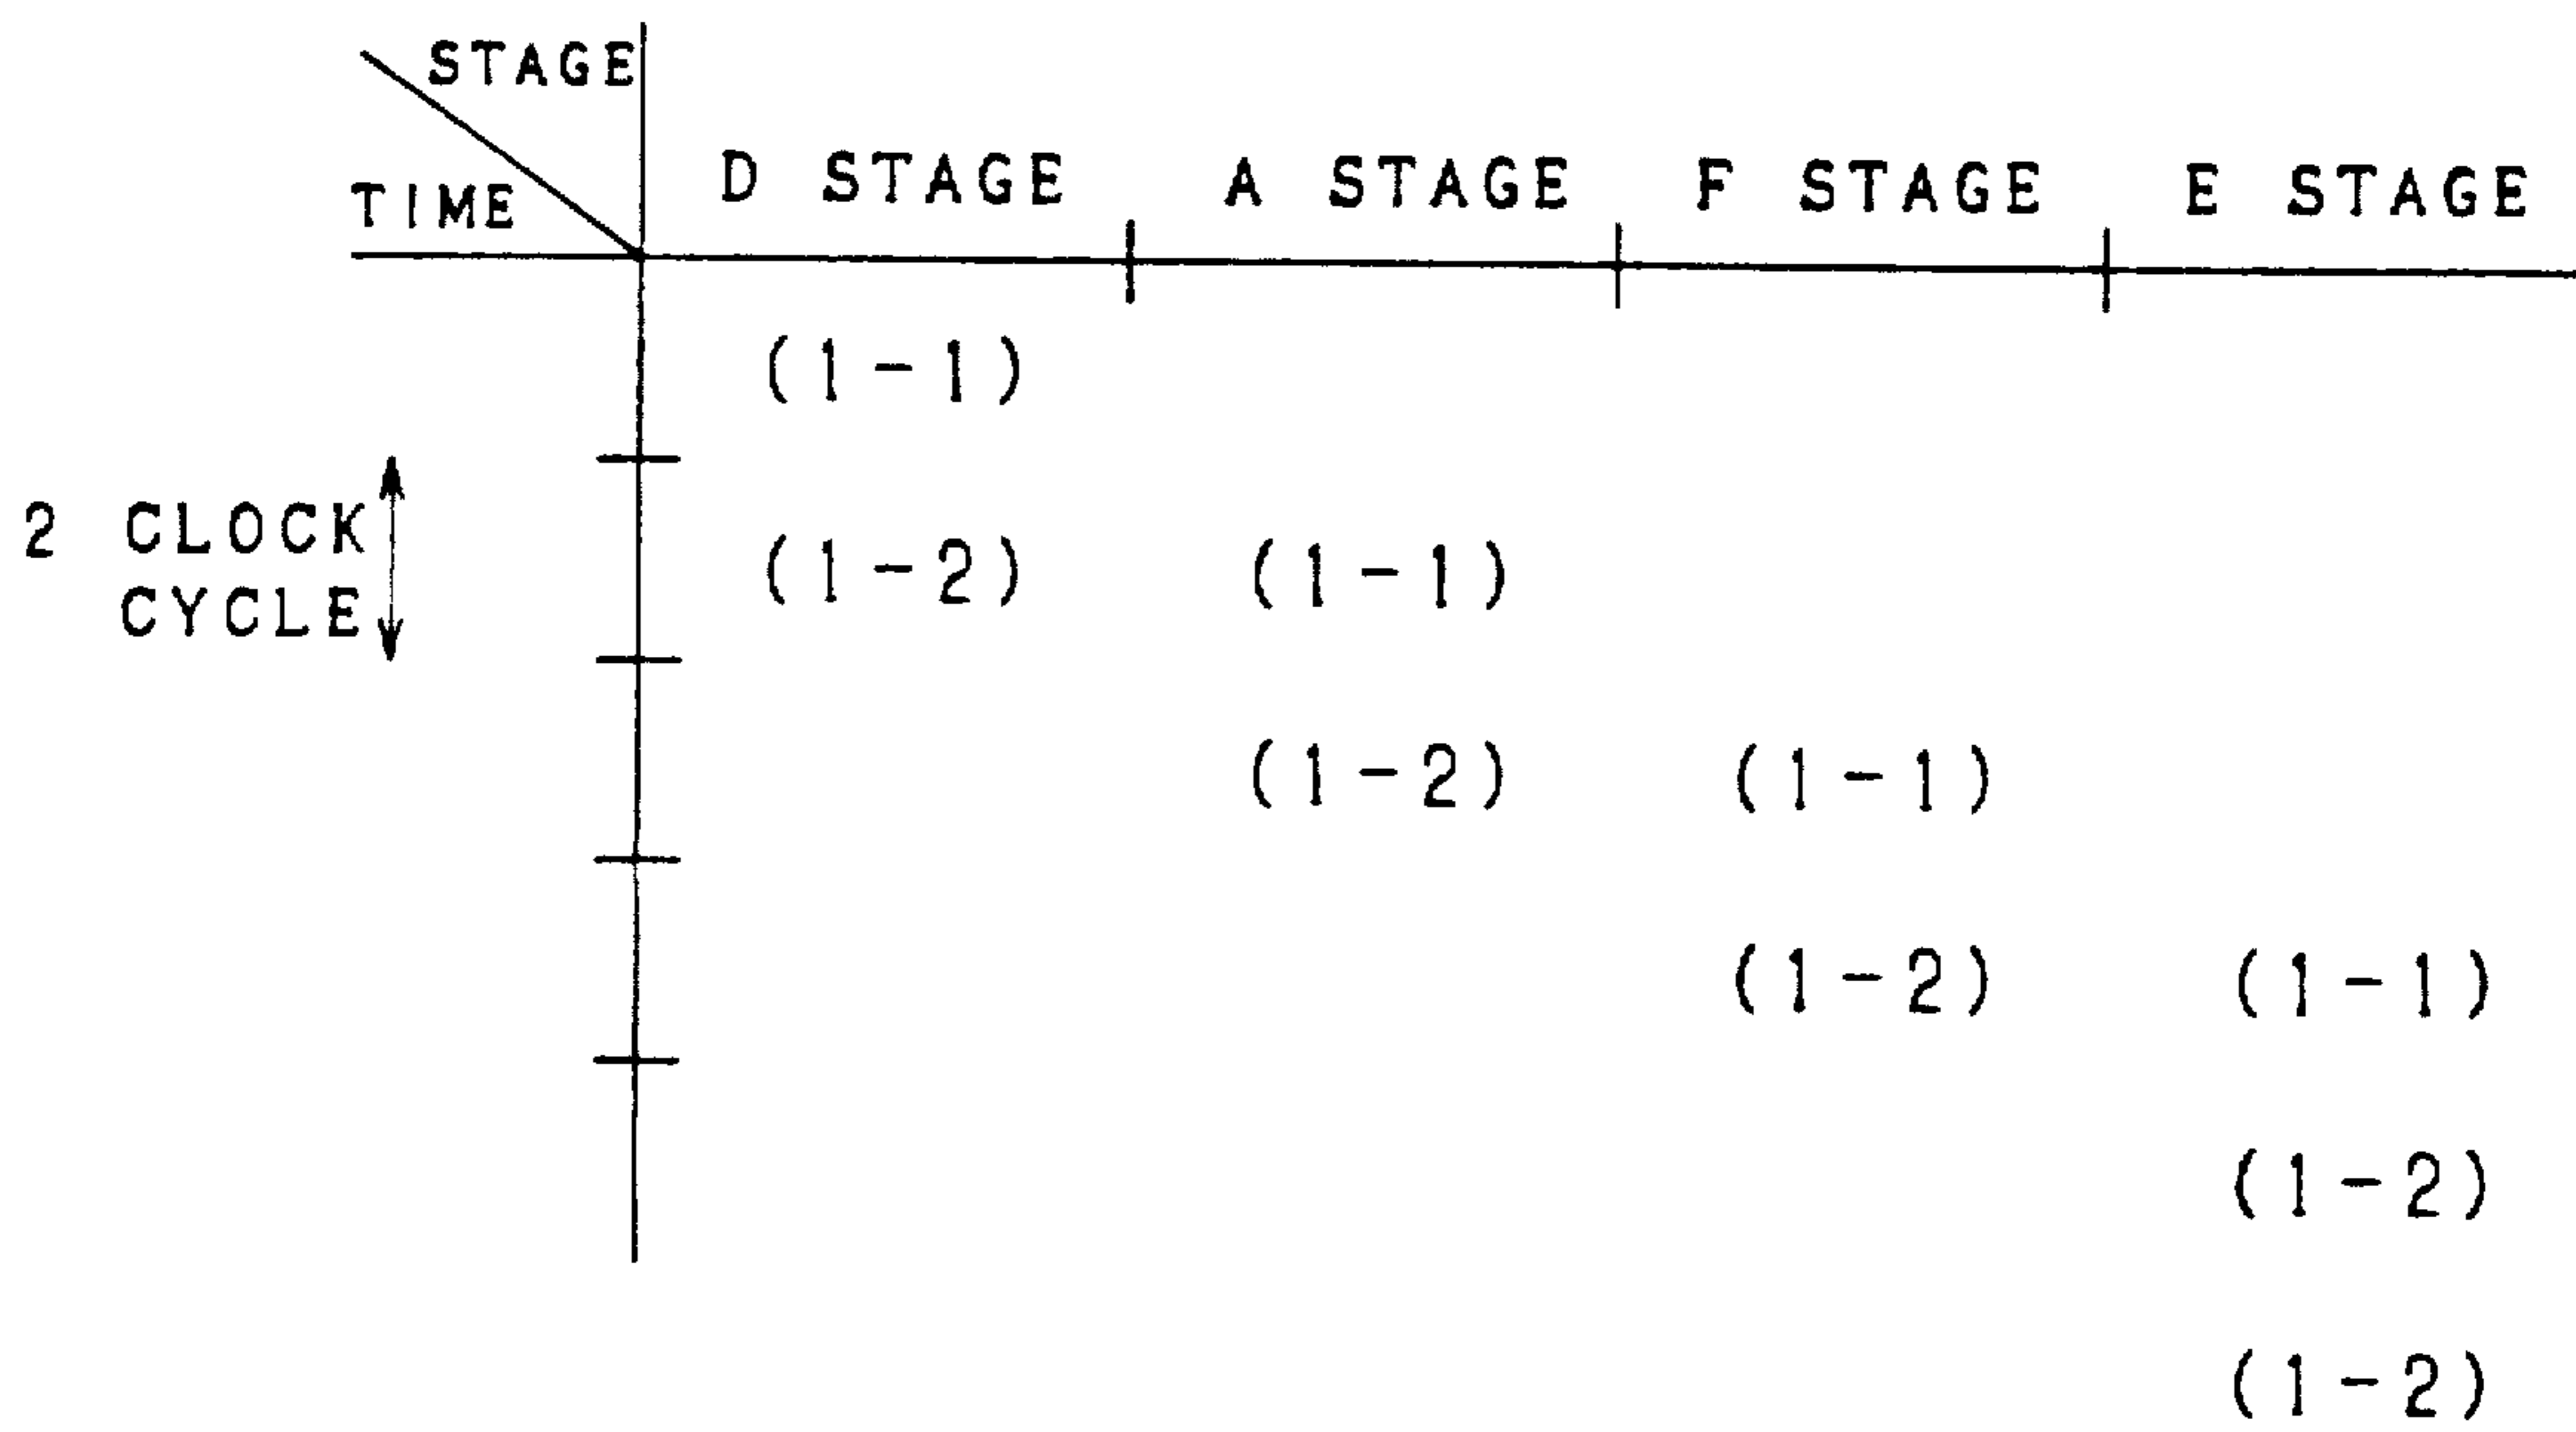 STAGE
TIME
D STAGE A STAGE F STAGE E STAGE
(1-1)
2 CLOCK
CYCLE
(1-2) (1-1)
(1-2) (1-1)
(1-2) (1-1)
(1-2)
(1-2)